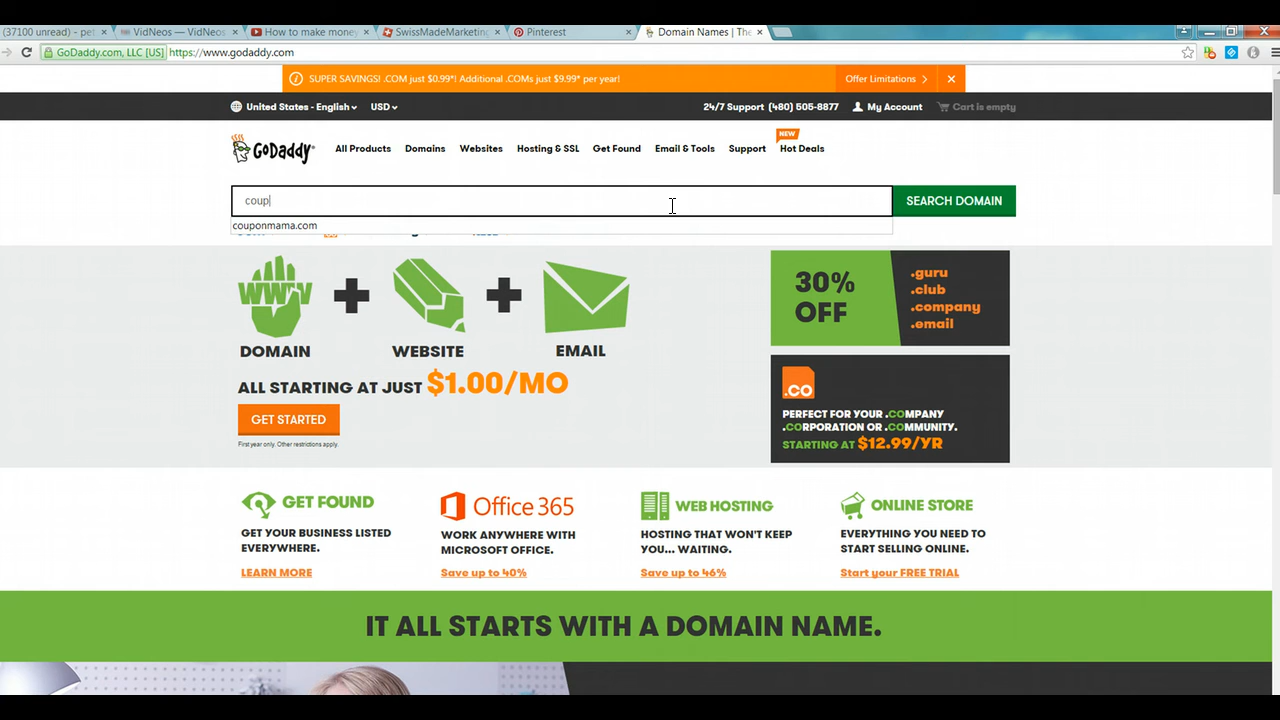 (37100 unread) - pet
VidNeos — VidNeos
How to make money
SwissMadeMarketing
Pinterest
Domain Names | The
GoDaddy.com, LLC [US]
https://www.godaddy.com
SUPER SAVINGS! .COM just $0.99*! Additional .COMs just $9.99* per year!
Offer Limitations
United States - English
USD
24/7 Support (480) 505-8877
My Account
Cart is empty
GoDaddy
All Products
Domains
Websites
Hosting & SSL
Get Found
Email & Tools
Support
NEW
Hot Deals
coup
SEARCH DOMAIN
couponmama.com
WWW
DOMAIN
WEBSITE
EMAIL
ALL STARTING AT JUST $1.00/MO
GET STARTED
First year only. Other restrictions apply.
30%
OFF
.guru
.club
.company
.email
.CO
PERFECT FOR YOUR .COMPANY
.CORPORATION OR .COMMUNITY.
STARTING AT $12.99/YR
GET FOUND
GET YOUR BUSINESS LISTED
EVERYWHERE.
LEARN MORE
Office 365
WORK ANYWHERE WITH
MICROSOFT OFFICE.
Save up to 40%
WEB HOSTING
HOSTING THAT WON'T KEEP
YOU... WAITING.
Save up to 46%
ONLINE STORE
EVERYTHING YOU NEED TO
START SELLING ONLINE.
Start your FREE TRIAL
IT ALL STARTS WITH A DOMAIN NAME.